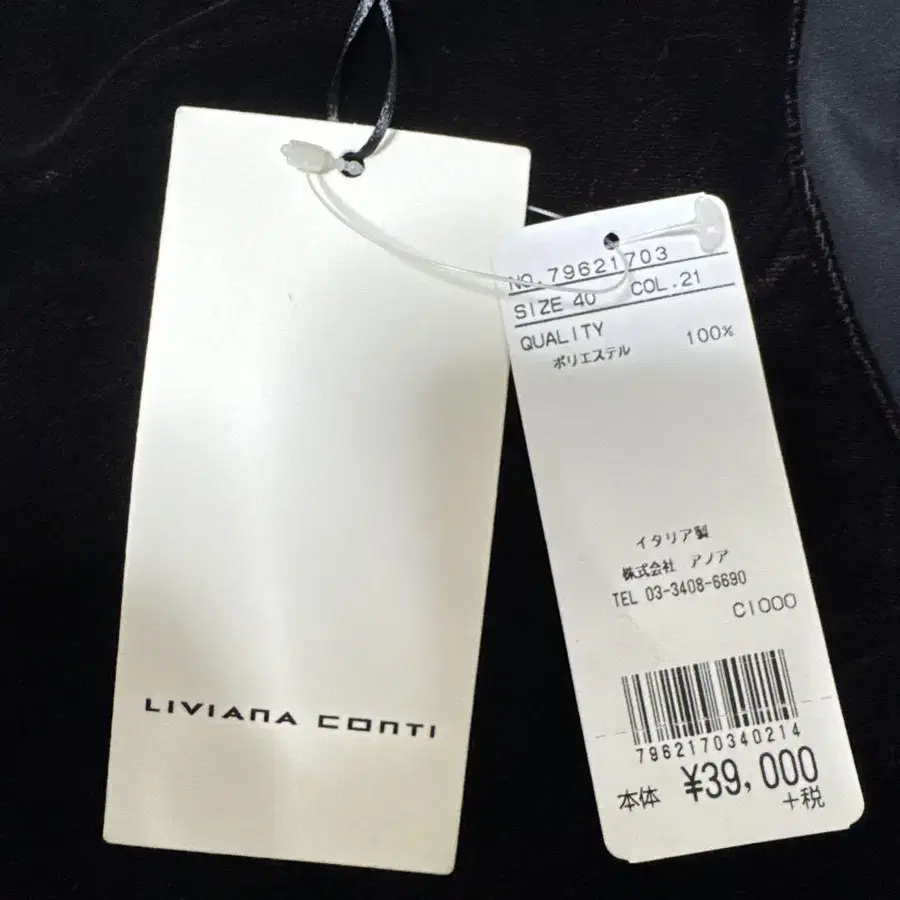 LIVIANA CONTI
NO.79621703
SIZE 40 COL.21
QUALITY
ポリエステル 100%
イタリア製
株式会社 アノア
TEL 03-3408-6690
C1000
7962170340214
本体 ¥39,000
+税